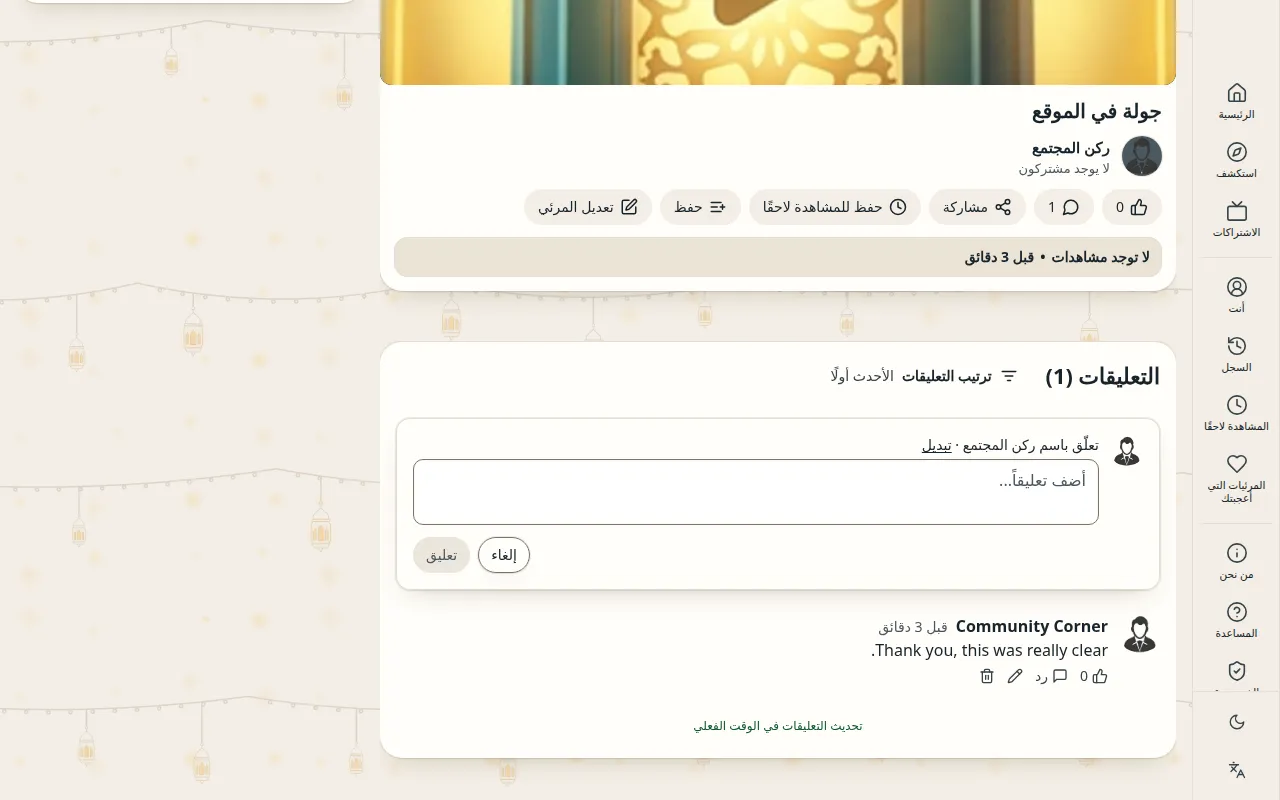 الرئيسية
استكشف
الاشتراكات
أنت
السجل
المشاهدة لاحقًا
المرئيات التي
أعجبتك
من نحن
المساعدة
جولة في الموقع
ركن المجتمع
لا يوجد مشتركون
0
1
مشاركة
حفظ للمشاهدة لاحقًا
حفظ
تعديل المرئي
لا توجد مشاهدات • قبل 3 دقائق
التعليقات (1)
ترتيب التعليقات الأحدث أولًا
تعلّق باسم ركن المجتمع · تبديل
أضف تعليقاً...
إلغاء
تعليق
Community Corner قبل 3 دقائق
.Thank you, this was really clear
0 رد
تحديث التعليقات في الوقت الفعلي